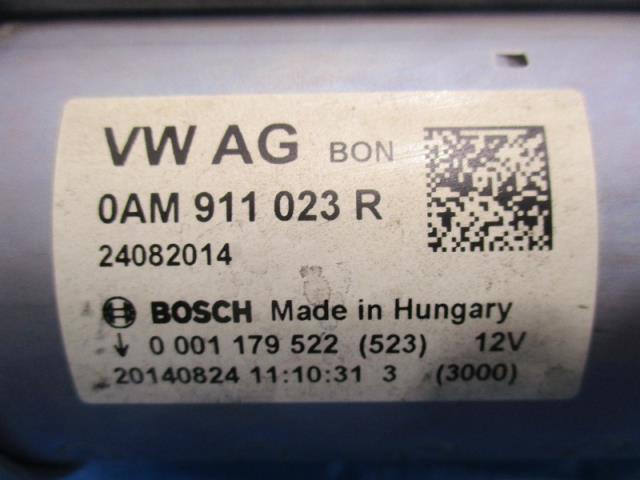 VW AG BON
0AM 911 023 R
24082014
BOSCH Made in Hungary
↓ 0 001 179 522 (523) 12V
20140824 11:10:31 3 (3000)